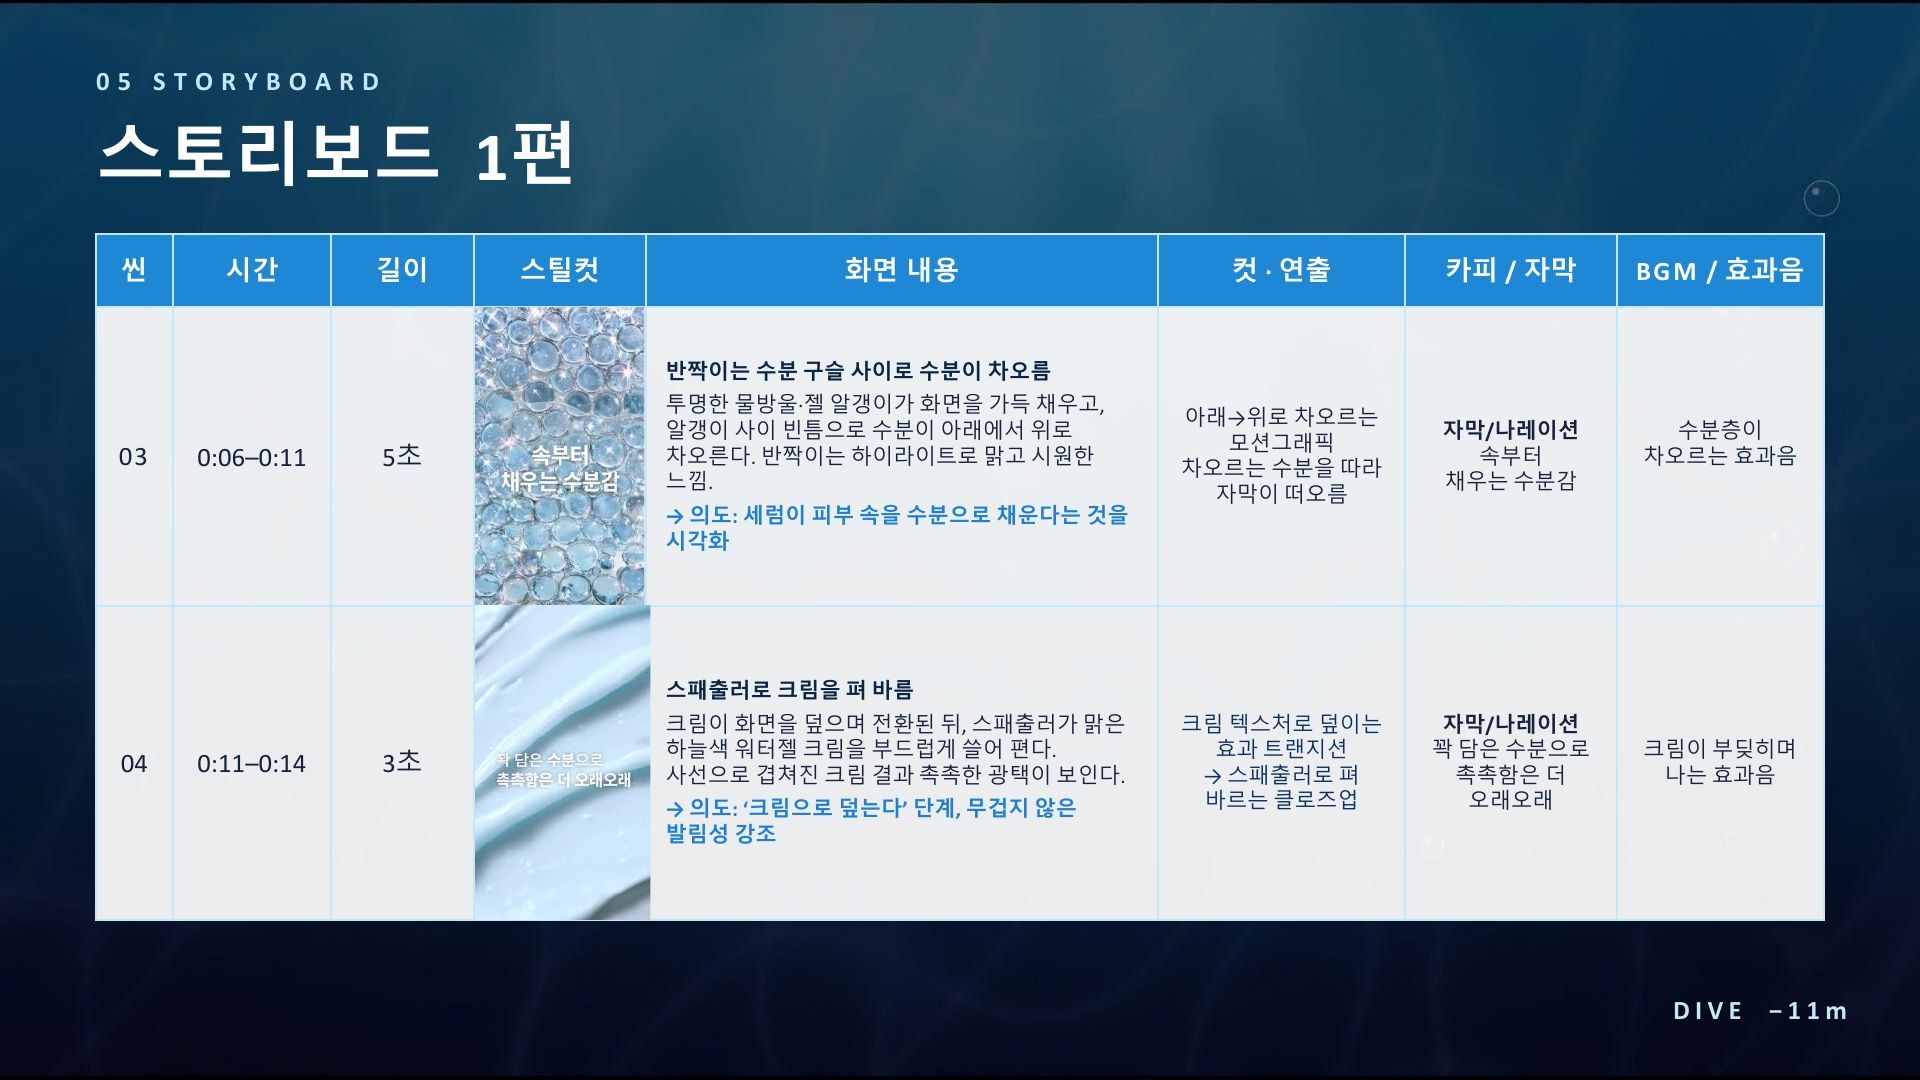 05 STORYBOARD
스토리보드 1편
씬
시간
길이
스틸컷
화면 내용
컷 · 연출
카피 / 자막
BGM / 효과음
03
0:06–0:11
5초
속부터
채우는 수분감
반짝이는 수분 구슬 사이로 수분이 차오름
투명한 물방울·젤 알갱이가 화면을 가득 채우고,
알갱이 사이 빈틈으로 수분이 아래에서 위로
차오른다. 반짝이는 하이라이트로 맑고 시원한
느낌.
→ 의도: 세럼이 피부 속을 수분으로 채운다는 것을
시각화
아래→위로 차오르는
모션그래픽
차오르는 수분을 따라
자막이 떠오름
자막/나레이션
속부터
채우는 수분감
수분층이
차오르는 효과음
04
0:11–0:14
3초
꽉 담은 수분으로
촉촉함은 더 오래오래
스패출러로 크림을 펴 바름
크림이 화면을 덮으며 전환된 뒤, 스패출러가 맑은
하늘색 워터젤 크림을 부드럽게 쓸어 편다.
사선으로 겹쳐진 크림 결과 촉촉한 광택이 보인다.
→ 의도: ‘크림으로 덮는다’ 단계, 무겁지 않은
발림성 강조
크림 텍스처로 덮이는
효과 트랜지션
→ 스패출러로 펴
바르는 클로즈업
자막/나레이션
꽉 담은 수분으로
촉촉함은 더
오래오래
크림이 부딪히며
나는 효과음
DIVE –11m